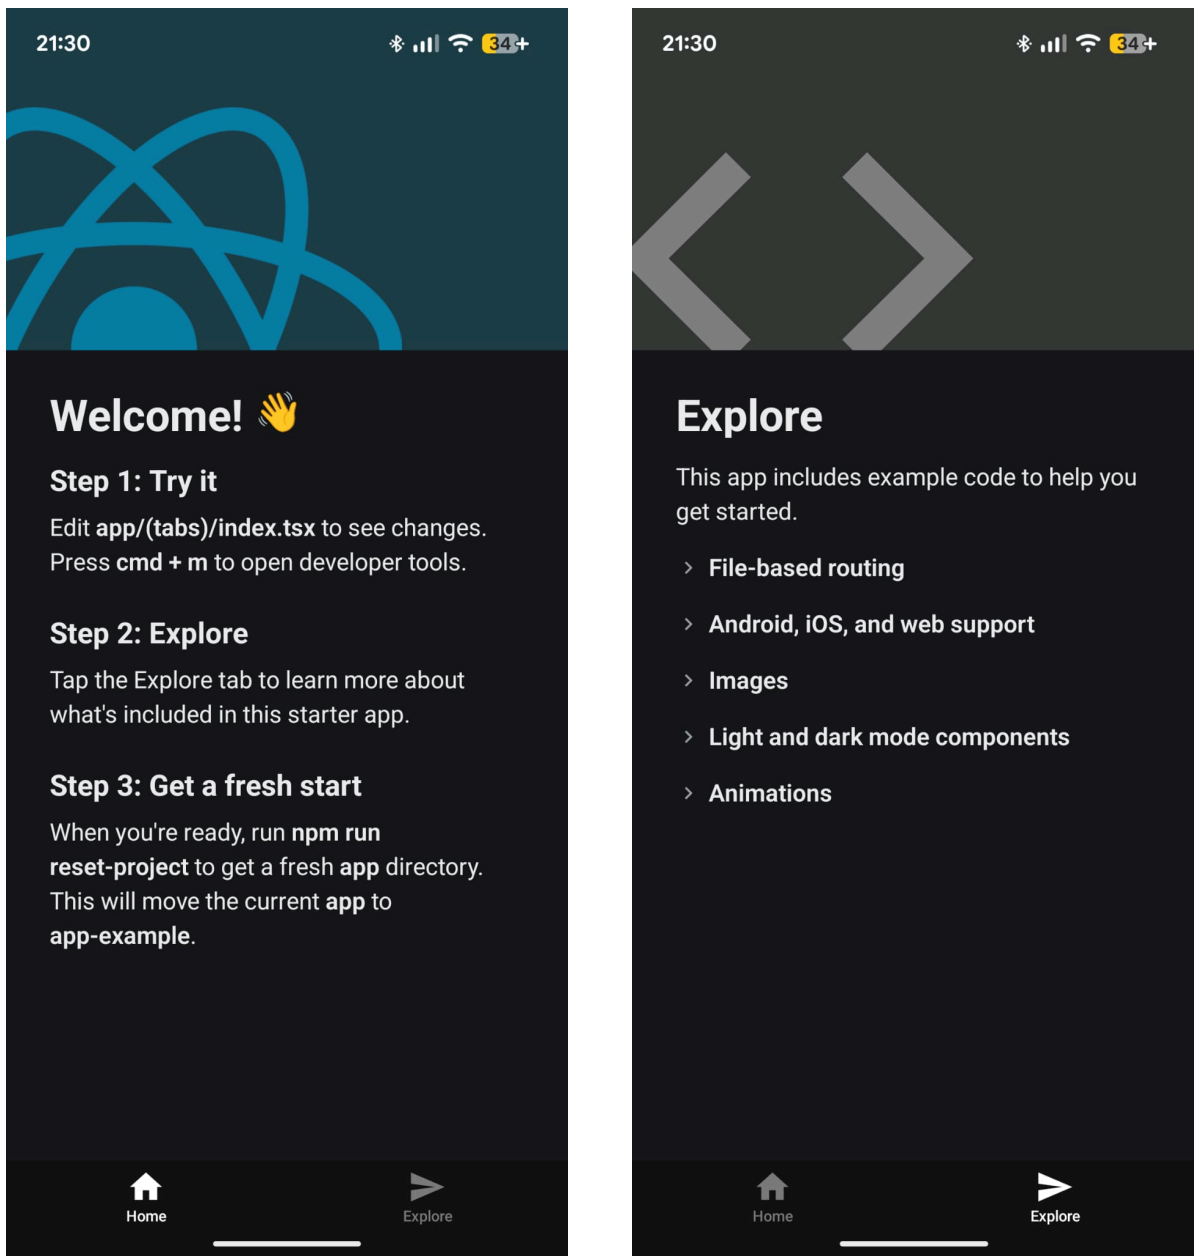 21:30
34
Welcome! 👋
Step 1: Try it
Edit app/(tabs)/index.tsx to see changes.
Press cmd + m to open developer tools.
Step 2: Explore
Tap the Explore tab to learn more about
what's included in this starter app.
Step 3: Get a fresh start
When you're ready, run npm run
reset-project to get a fresh app directory.
This will move the current app to
app-example.
Home
Explore
21:30
34
Explore
This app includes example code to help you
get started.
File-based routing
Android, iOS, and web support
Images
Light and dark mode components
Animations
Home
Explore